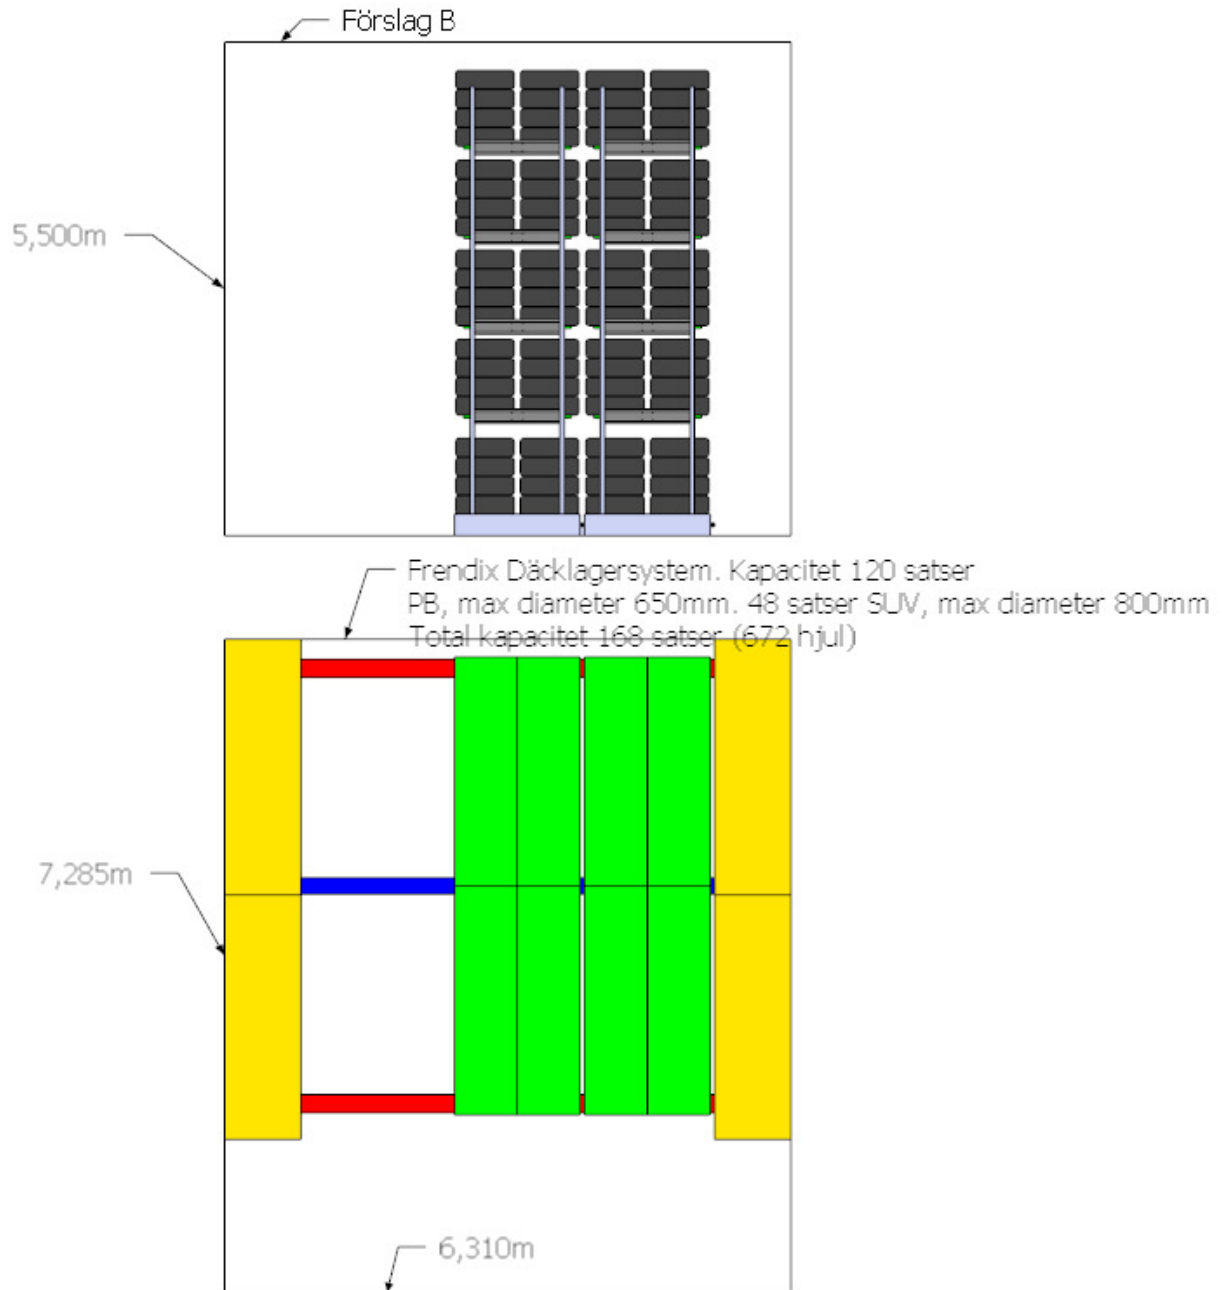 Förslag B
5,500m
Frendix Däcklagersystem. Kapacitet 120 satser
PB, max diameter 650mm. 48 satser SUV, max diameter 800mm
Total kapacitet 168 satser (672 hjul)
7,285m
6,310m